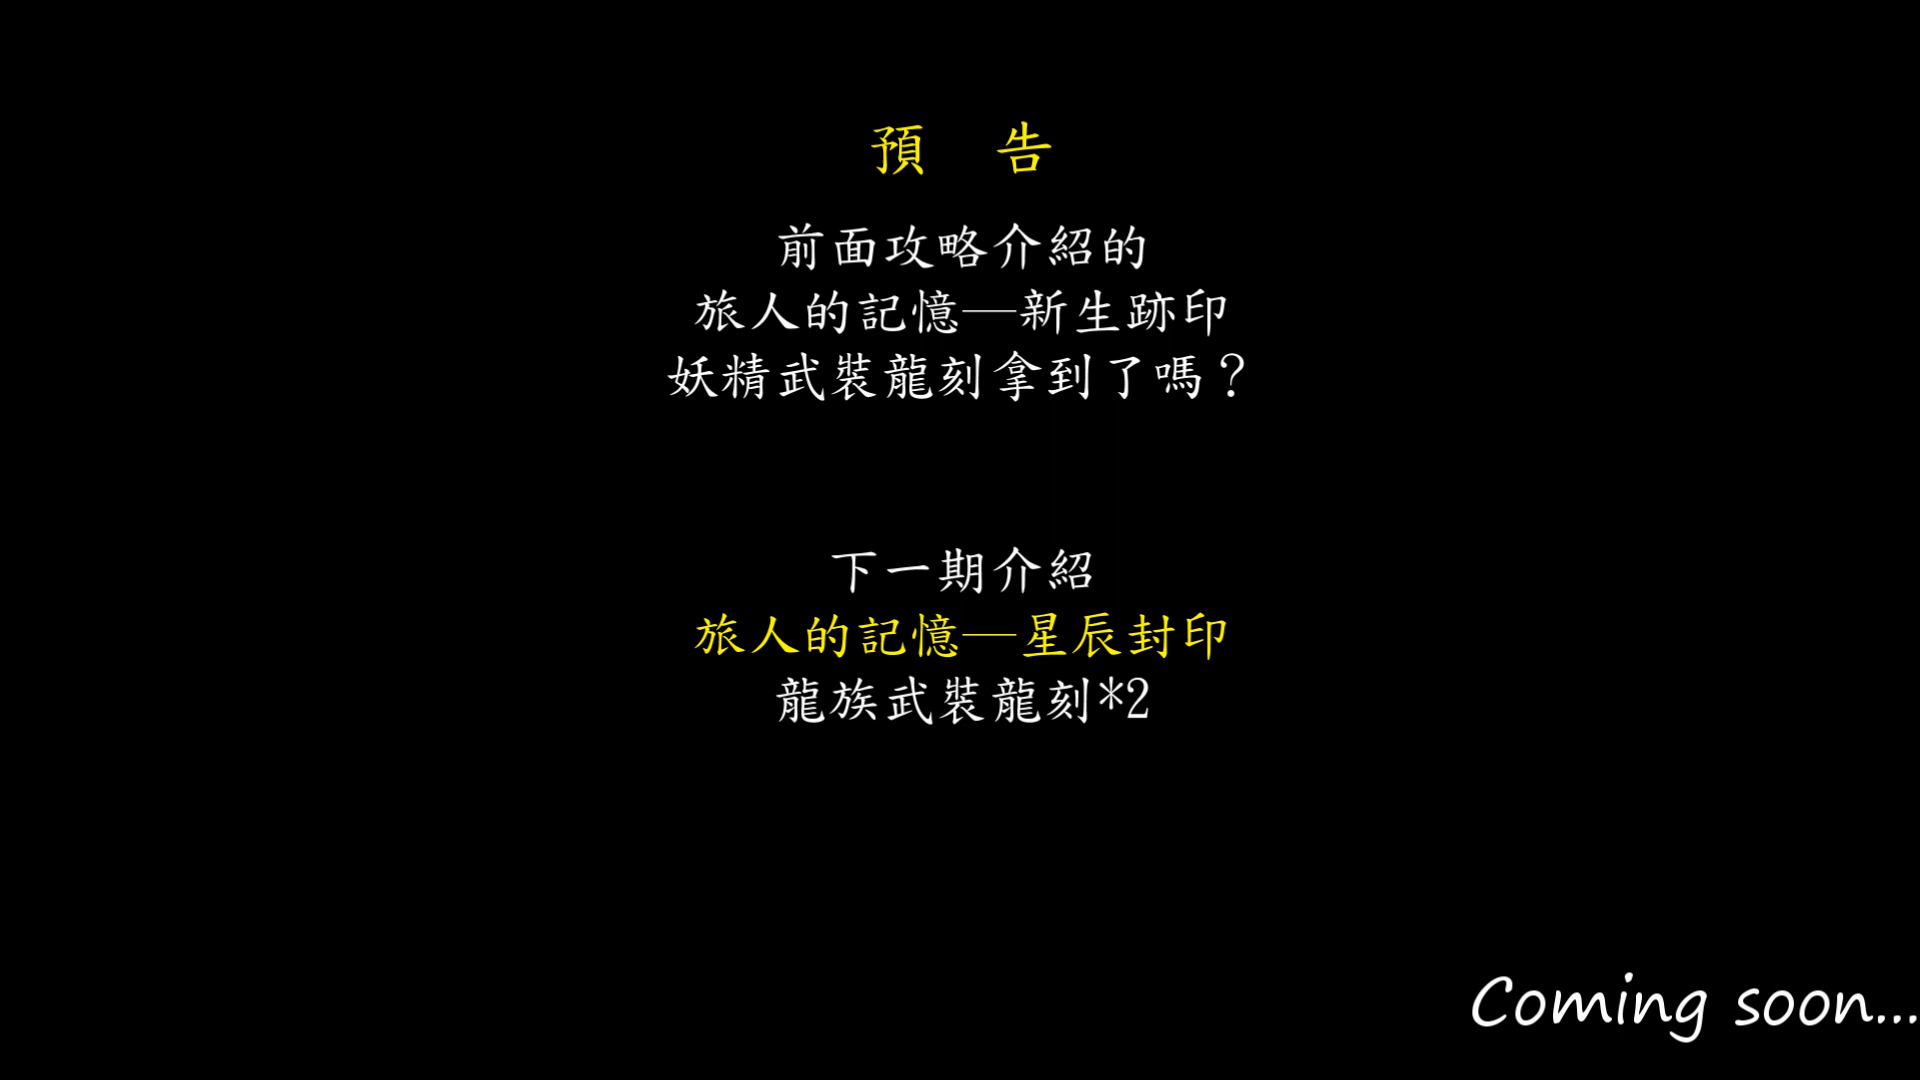 預　告
前面攻略介紹的
旅人的記憶—新生跡印
妖精武裝龍刻拿到了嗎？
下一期介紹
旅人的記憶—星辰封印
龍族武裝龍刻*2
Coming soon...